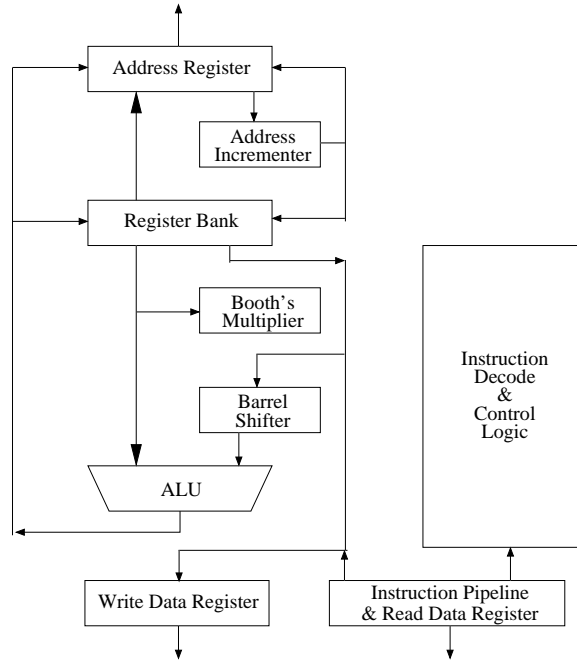 Address Register
Address
Incrementer
Register Bank
Booth's
Multiplier
Instruction
Decode
&
Control
Logic
Barrel
Shifter
ALU
Write Data Register
Instruction Pipeline
& Read Data Register